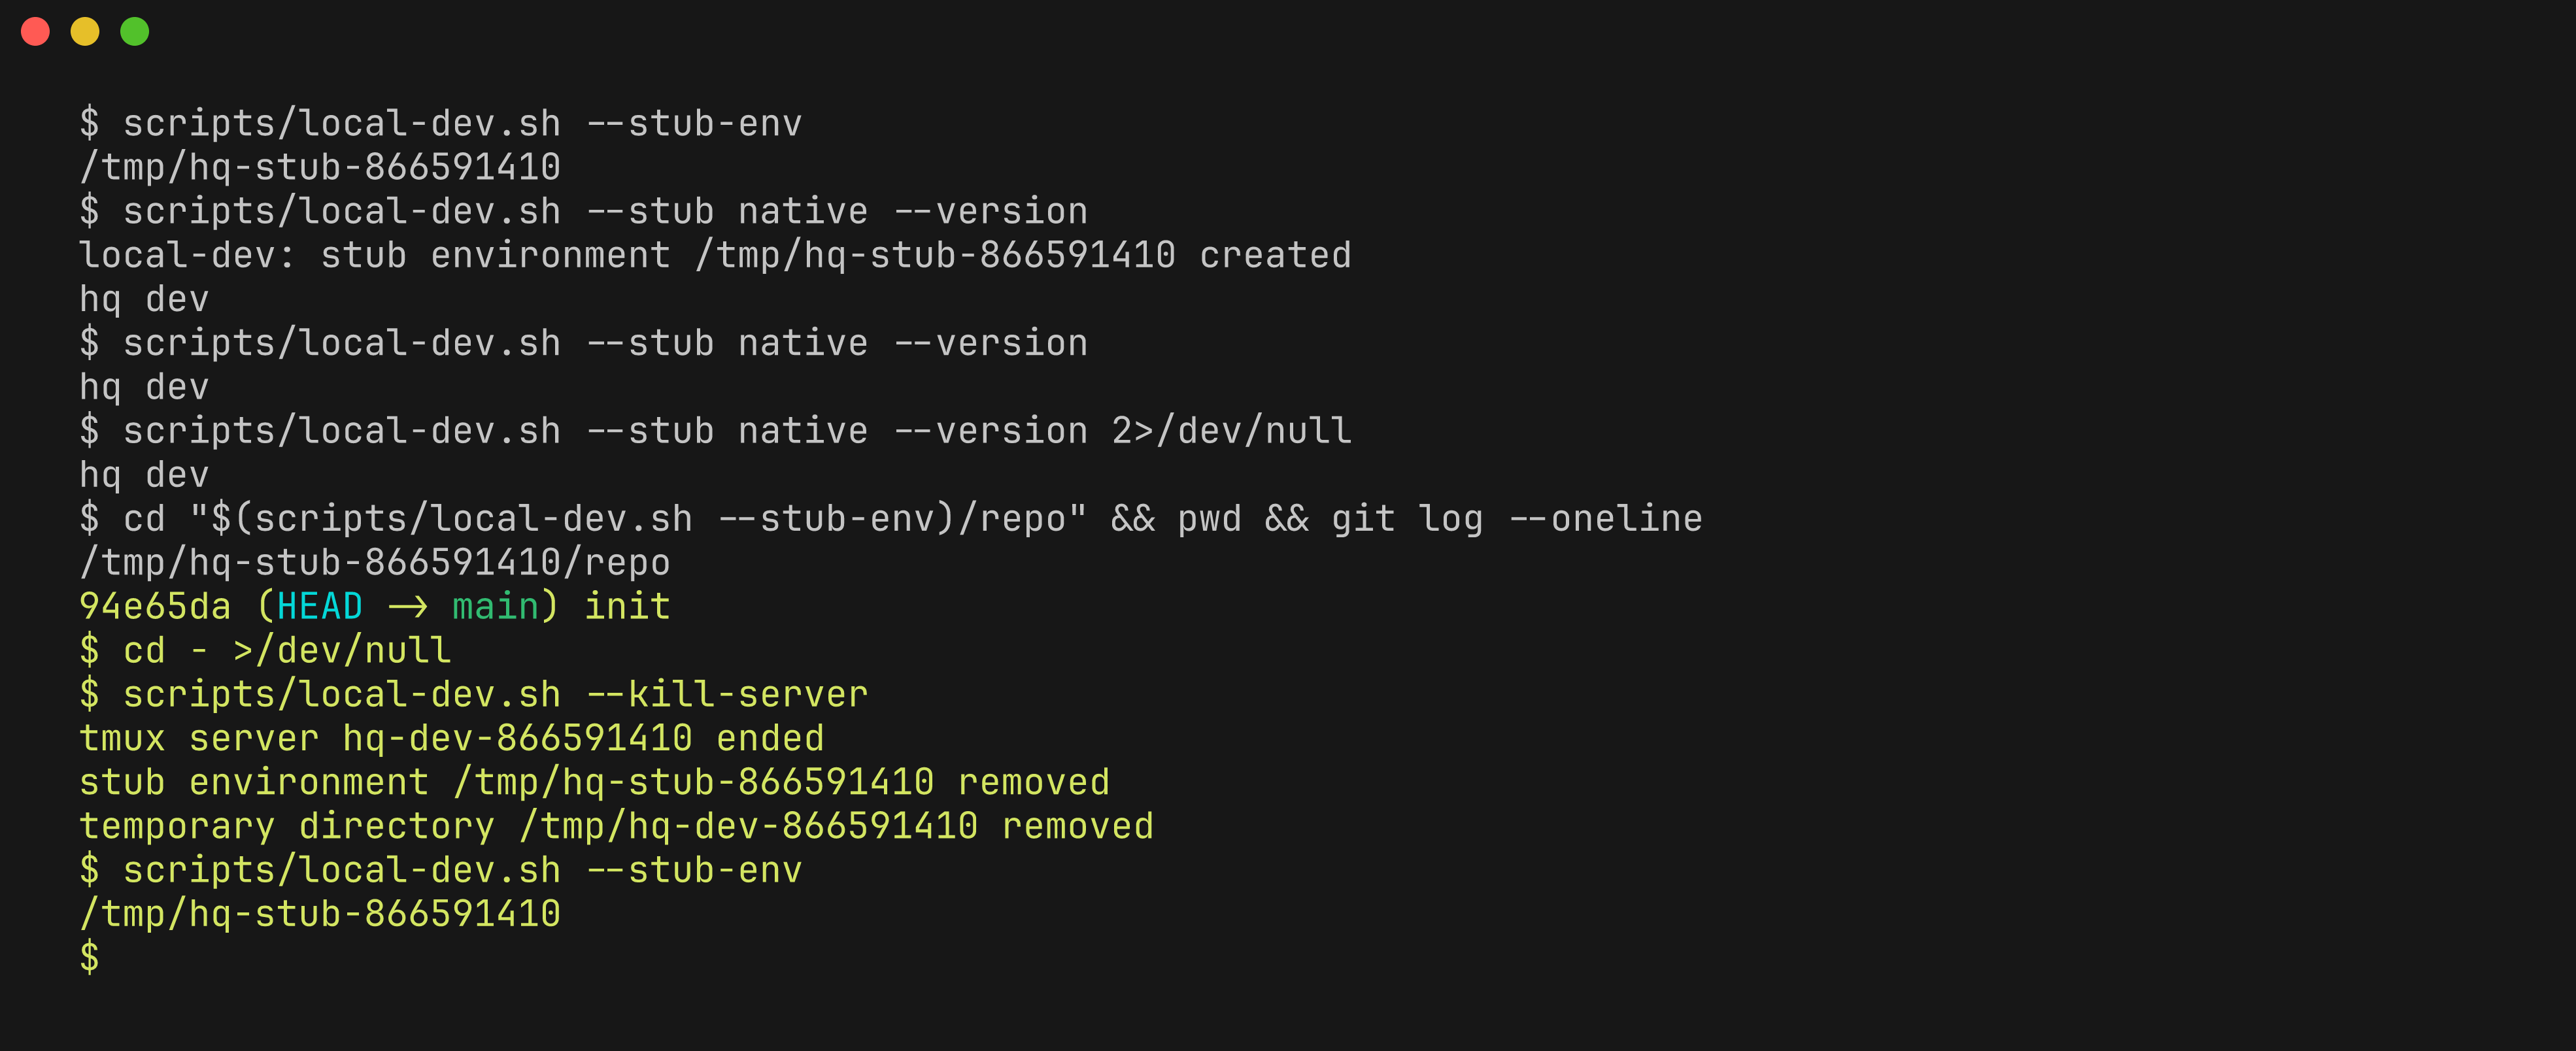 $ scripts/local-dev.sh --stub-env
/tmp/hq-stub-866591410
$ scripts/local-dev.sh --stub native --version
local-dev: stub environment /tmp/hq-stub-866591410 created
hq dev
$ scripts/local-dev.sh --stub native --version
hq dev
$ scripts/local-dev.sh --stub native --version 2>/dev/null
hq dev
$ cd "$(scripts/local-dev.sh --stub-env)/repo" && pwd && git log --oneline
/tmp/hq-stub-866591410/repo
94e65da (HEAD -> main) init
$ cd - >/dev/null
$ scripts/local-dev.sh --kill-server
tmux server hq-dev-866591410 ended
stub environment /tmp/hq-stub-866591410 removed
temporary directory /tmp/hq-dev-866591410 removed
$ scripts/local-dev.sh --stub-env
/tmp/hq-stub-866591410
$